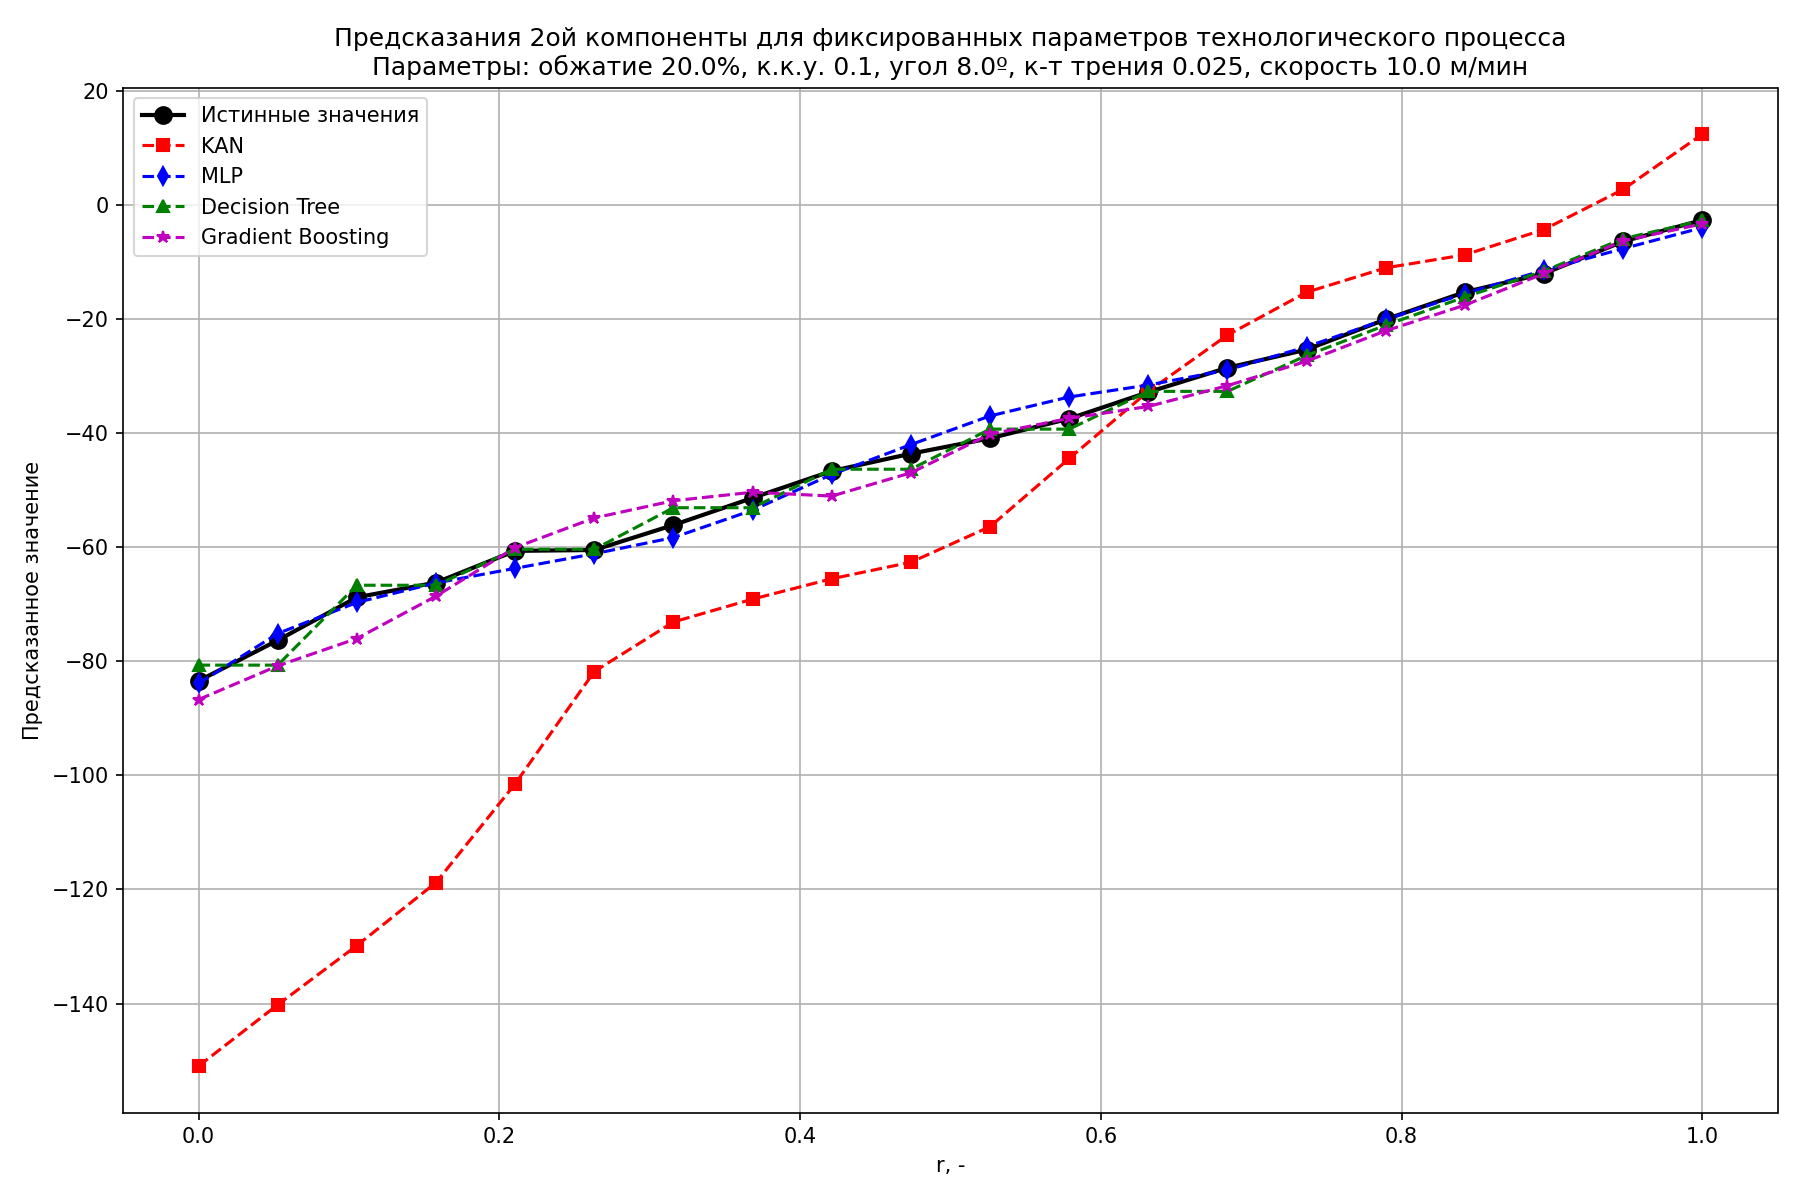 Предсказания 2ой компоненты для фиксированных параметров технологического процесса
Параметры: обжатие 20.0%, к.к.у. 0.1, угол 8.0º, к-т трения 0.025, скорость 10.0 м/мин
Истинные значения
KAN
MLP
Decision Tree
Gradient Boosting
Предсказанное значение
20
0
−20
−40
−60
−80
−100
−120
−140
0.0
0.2
0.4
0.6
0.8
1.0
r, -